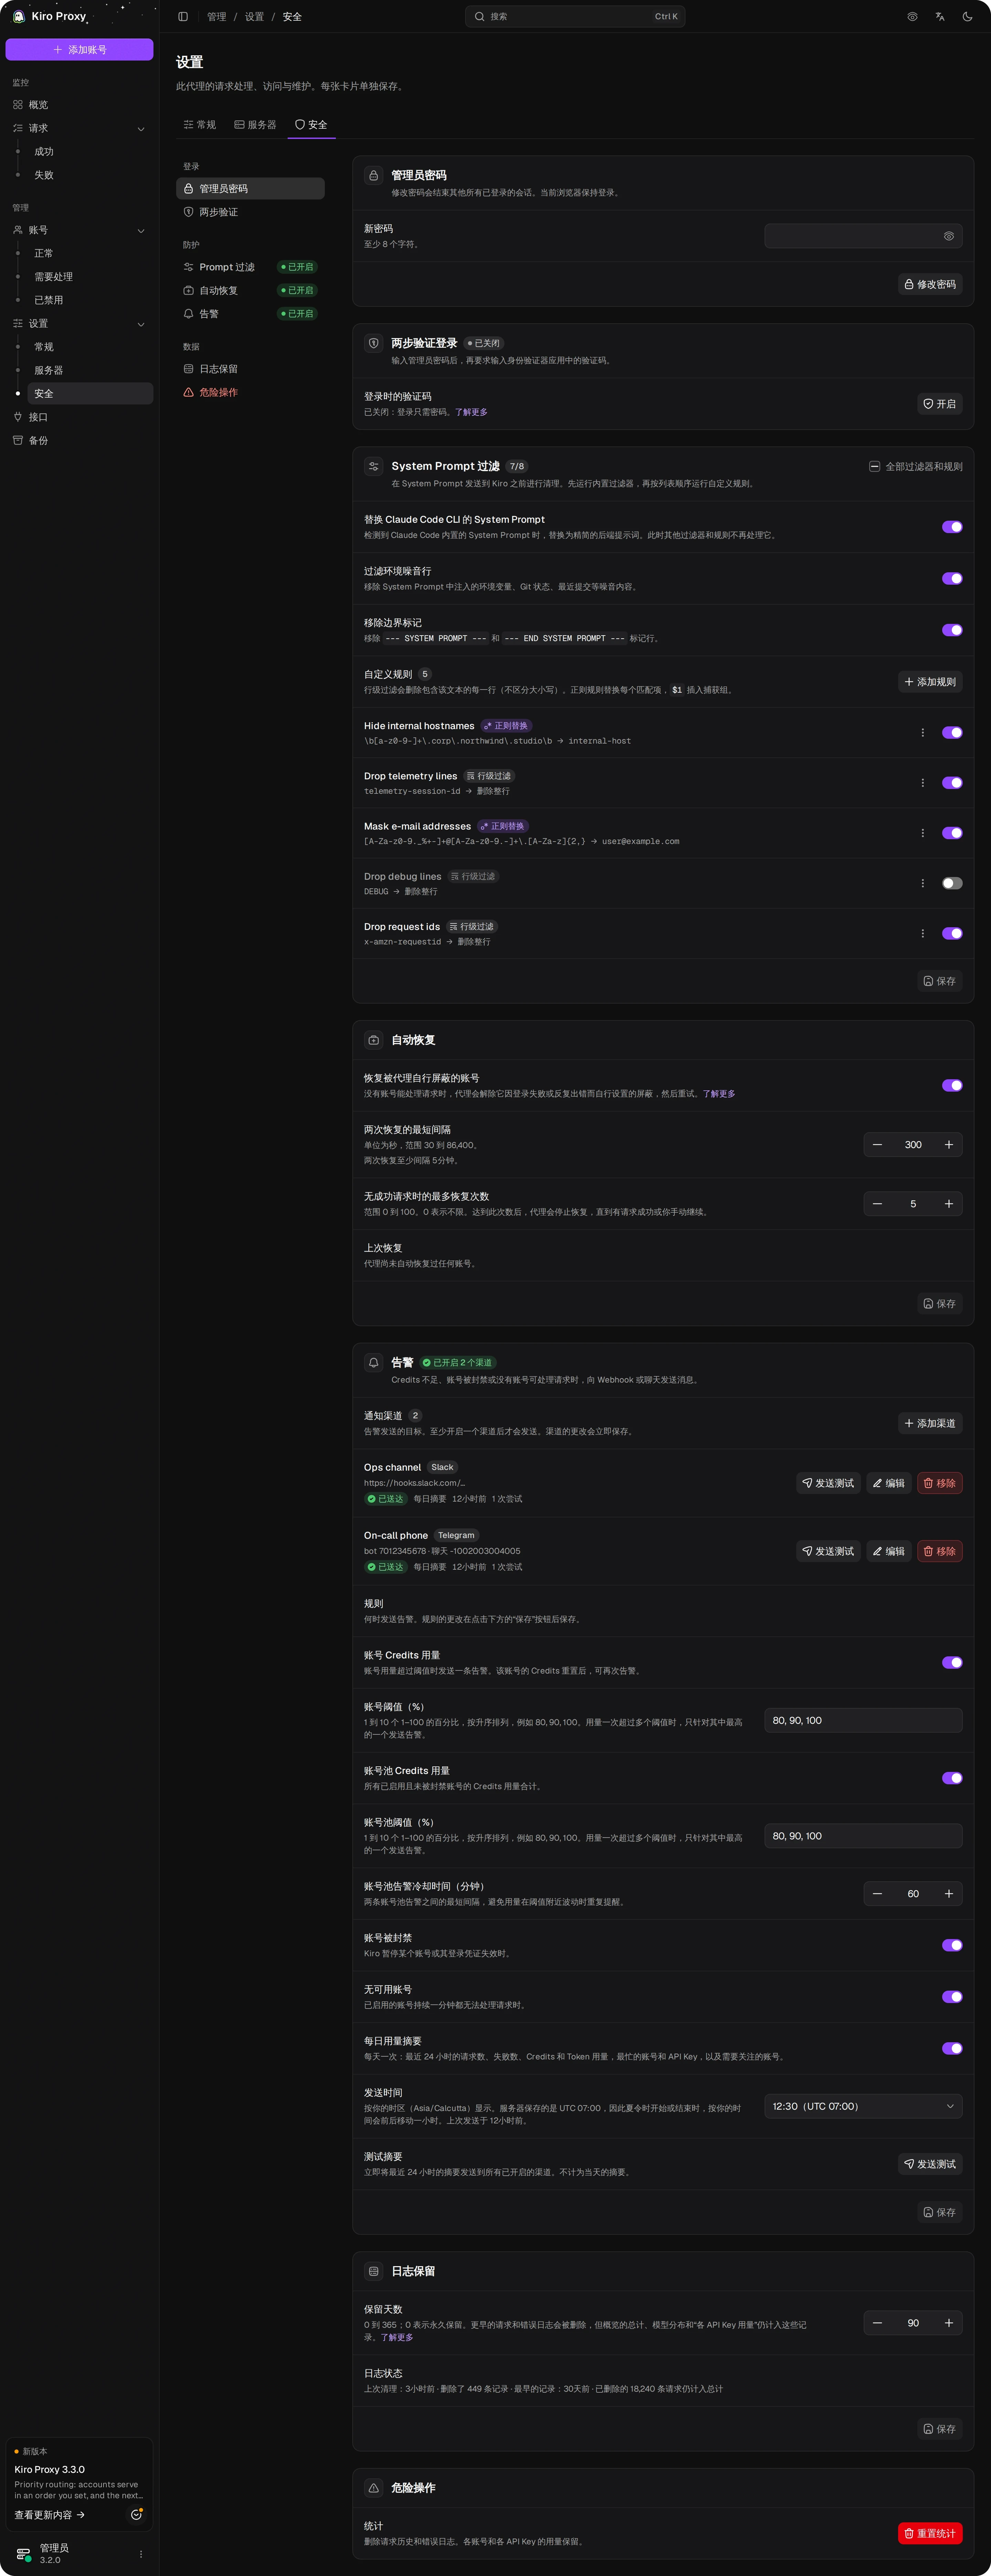 Kiro Proxy
添加账号
监控
概览
请求
成功
失败
管理
账号
正常
需要处理
已禁用
设置
常规
服务器
安全
接口
备份
新版本
Kiro Proxy 3.3.0
Priority routing: accounts serve
in an order you set, and the next...
查看更新内容 →
管理员
3.2.0
管理 / 设置 / 安全
搜索
Ctrl K
设置
此代理的请求处理、访问与维护。每张卡片单独保存。
常规
服务器
安全
登录
管理员密码
两步验证
防护
Prompt 过滤 已开启
自动恢复 已开启
告警 已开启
数据
日志保留
危险操作
管理员密码
修改密码会结束其他所有已登录的会话。当前浏览器保持登录。
新密码
至少 8 个字符。
修改密码
两步验证登录 已关闭
输入管理员密码后，再要求输入身份验证器应用中的验证码。
登录时的验证码
已关闭：登录只需密码。了解更多
开启
System Prompt 过滤 7/8
全部过滤器和规则
在 System Prompt 发送到 Kiro 之前进行清理。先运行内置过滤器，再按列表顺序运行自定义规则。
替换 Claude Code CLI 的 System Prompt
检测到 Claude Code 内置的 System Prompt 时，替换为精简的后端提示词。此时其他过滤器和规则不再处理它。
过滤环境噪音行
移除 System Prompt 中注入的环境变量、Git 状态、最近提交等噪音内容。
移除边界标记
移除 --- SYSTEM PROMPT --- 和 --- END SYSTEM PROMPT --- 标记行。
自定义规则 5
行级过滤会删除包含该文本的每一行（不区分大小写）。正则规则替换每个匹配项，$1 插入捕获组。
添加规则
Hide internal hostnames 正则替换
\b[a-z0-9-]+\.corp\.northwind\.studio\b → internal-host
Drop telemetry lines 行级过滤
telemetry-session-id → 删除整行
Mask e-mail addresses 正则替换
[A-Za-z0-9._%+-]+@[A-Za-z0-9.-]+\.[A-Za-z]{2,} → user@example.com
Drop debug lines 行级过滤
DEBUG → 删除整行
Drop request ids 行级过滤
x-amzn-requestid → 删除整行
保存
自动恢复
恢复被代理自行屏蔽的账号
没有账号能处理请求时，代理会解除它因登录失败或反复出错而自行设置的屏蔽，然后重试。了解更多
两次恢复的最短间隔
单位为秒，范围 30 到 86,400。
两次恢复至少间隔 5分钟。
300
无成功请求时的最多恢复次数
范围 0 到 100。0 表示不限。达到此次数后，代理会停止恢复，直到有请求成功或你手动继续。
5
上次恢复
代理尚未自动恢复过任何账号。
保存
告警 已开启 2 个渠道
Credits 不足、账号被封禁或没有账号可处理请求时，向 Webhook 或聊天发送消息。
通知渠道 2
告警发送的目标。至少开启一个渠道后才会发送。渠道的更改会立即保存。
添加渠道
Ops channel Slack
https://hooks.slack.com/…
已送达 每日摘要 12小时前 1 次尝试
发送测试 编辑 移除
On-call phone Telegram
bot 7012345678 · 聊天 -1002003004005
已送达 每日摘要 12小时前 1 次尝试
发送测试 编辑 移除
规则
何时发送告警。规则的更改在点击下方的“保存”按钮后保存。
账号 Credits 用量
账号用量超过阈值时发送一条告警。该账号的 Credits 重置后，可再次告警。
账号阈值（%）
1 到 10 个 1–100 的百分比，按升序排列，例如 80, 90, 100。用量一次超过多个阈值时，只针对其中最高
的一个发送告警。
80, 90, 100
账号池 Credits 用量
所有已启用且未被封禁账号的 Credits 用量合计。
账号池阈值（%）
1 到 10 个 1–100 的百分比，按升序排列，例如 80, 90, 100。用量一次超过多个阈值时，只针对其中最高
的一个发送告警。
80, 90, 100
账号池告警冷却时间（分钟）
两条账号池告警之间的最短间隔，避免用量在阈值附近波动时重复提醒。
60
账号被封禁
Kiro 暂停某个账号或其登录凭证失效时。
无可用账号
已启用的账号持续一分钟都无法处理请求时。
每日用量摘要
每天一次：最近 24 小时的请求数、失败数、Credits 和 Token 用量，最忙的账号和 API Key，以及需要关注的账号。
发送时间
按你的时区（Asia/Calcutta）显示。服务器保存的是 UTC 07:00，因此夏令时开始或结束时，按你的时
间会前后移动一小时。上次发送于 12小时前。
12:30（UTC 07:00）
测试摘要
立即将最近 24 小时的摘要发送到所有已开启的渠道。不计为当天的摘要。
发送测试
保存
日志保留
保留天数
0 到 365；0 表示永久保留。更早的请求和错误日志会被删除，但概览的总计、模型分布和“各 API Key 用量”仍计入这些记
录。了解更多
90
日志状态
上次清理：3小时前 · 删除了 449 条记录 · 最早的记录：30天前 · 已删除的 18,240 条请求仍计入总计
保存
危险操作
统计
删除请求历史和错误日志。各账号和各 API Key 的用量保留。
重置统计